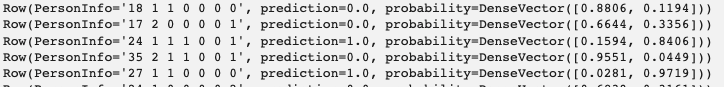 Row(PersonInfo='18 1 1 0 0 0 0', prediction=0.0, probability=DenseVector([0.8806, 0.1194]))
Row(PersonInfo='17 2 0 0 0 0 1', prediction=0.0, probability=DenseVector([0.6644, 0.3356]))
Row(PersonInfo='24 1 1 1 0 0 1', prediction=1.0, probability=DenseVector([0.1594, 0.8406]))
Row(PersonInfo='35 2 1 1 0 0 1', prediction=0.0, probability=DenseVector([0.9551, 0.0449]))
Row(PersonInfo='27 1 1 0 0 0 0', prediction=1.0, probability=DenseVector([0.0281, 0.9719]))